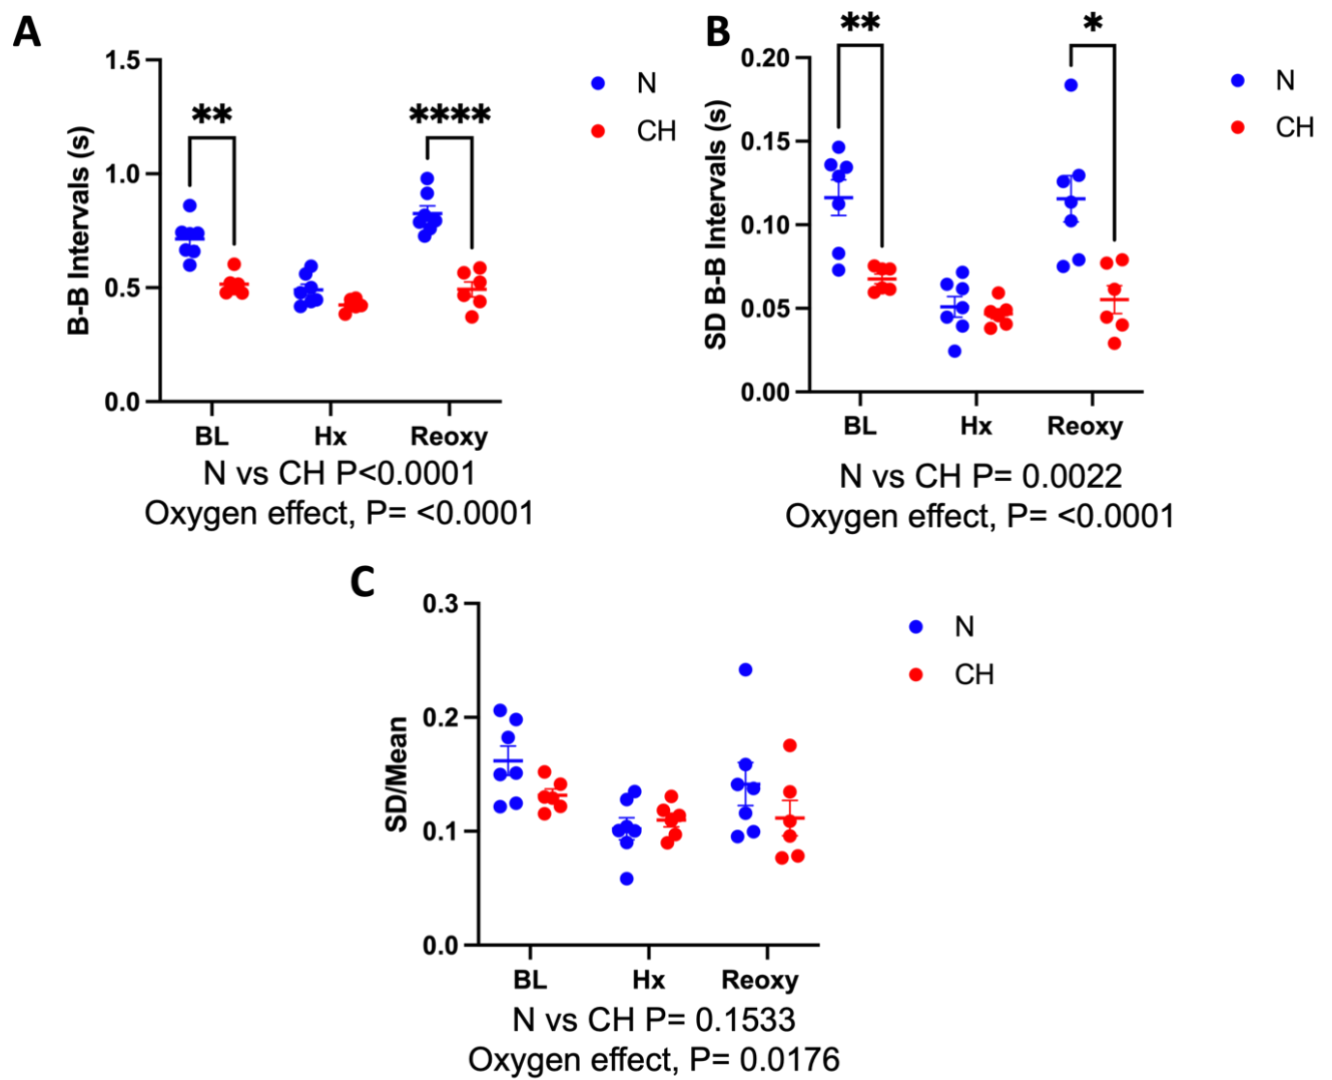 A
B-B Intervals (s)
1.5
1.0
0.5
0.0
**
****
N
CH
BL Hx Reoxy
N vs CH P<0.0001
Oxygen effect, P= <0.0001
B
SD B-B Intervals (s)
0.20
0.15
0.10
0.05
0.00
**
*
N
CH
BL Hx Reoxy
N vs CH P= 0.0022
Oxygen effect, P= <0.0001
C
SD/Mean
0.3
0.2
0.1
0.0
N
CH
BL Hx Reoxy
N vs CH P= 0.1533
Oxygen effect, P= 0.0176